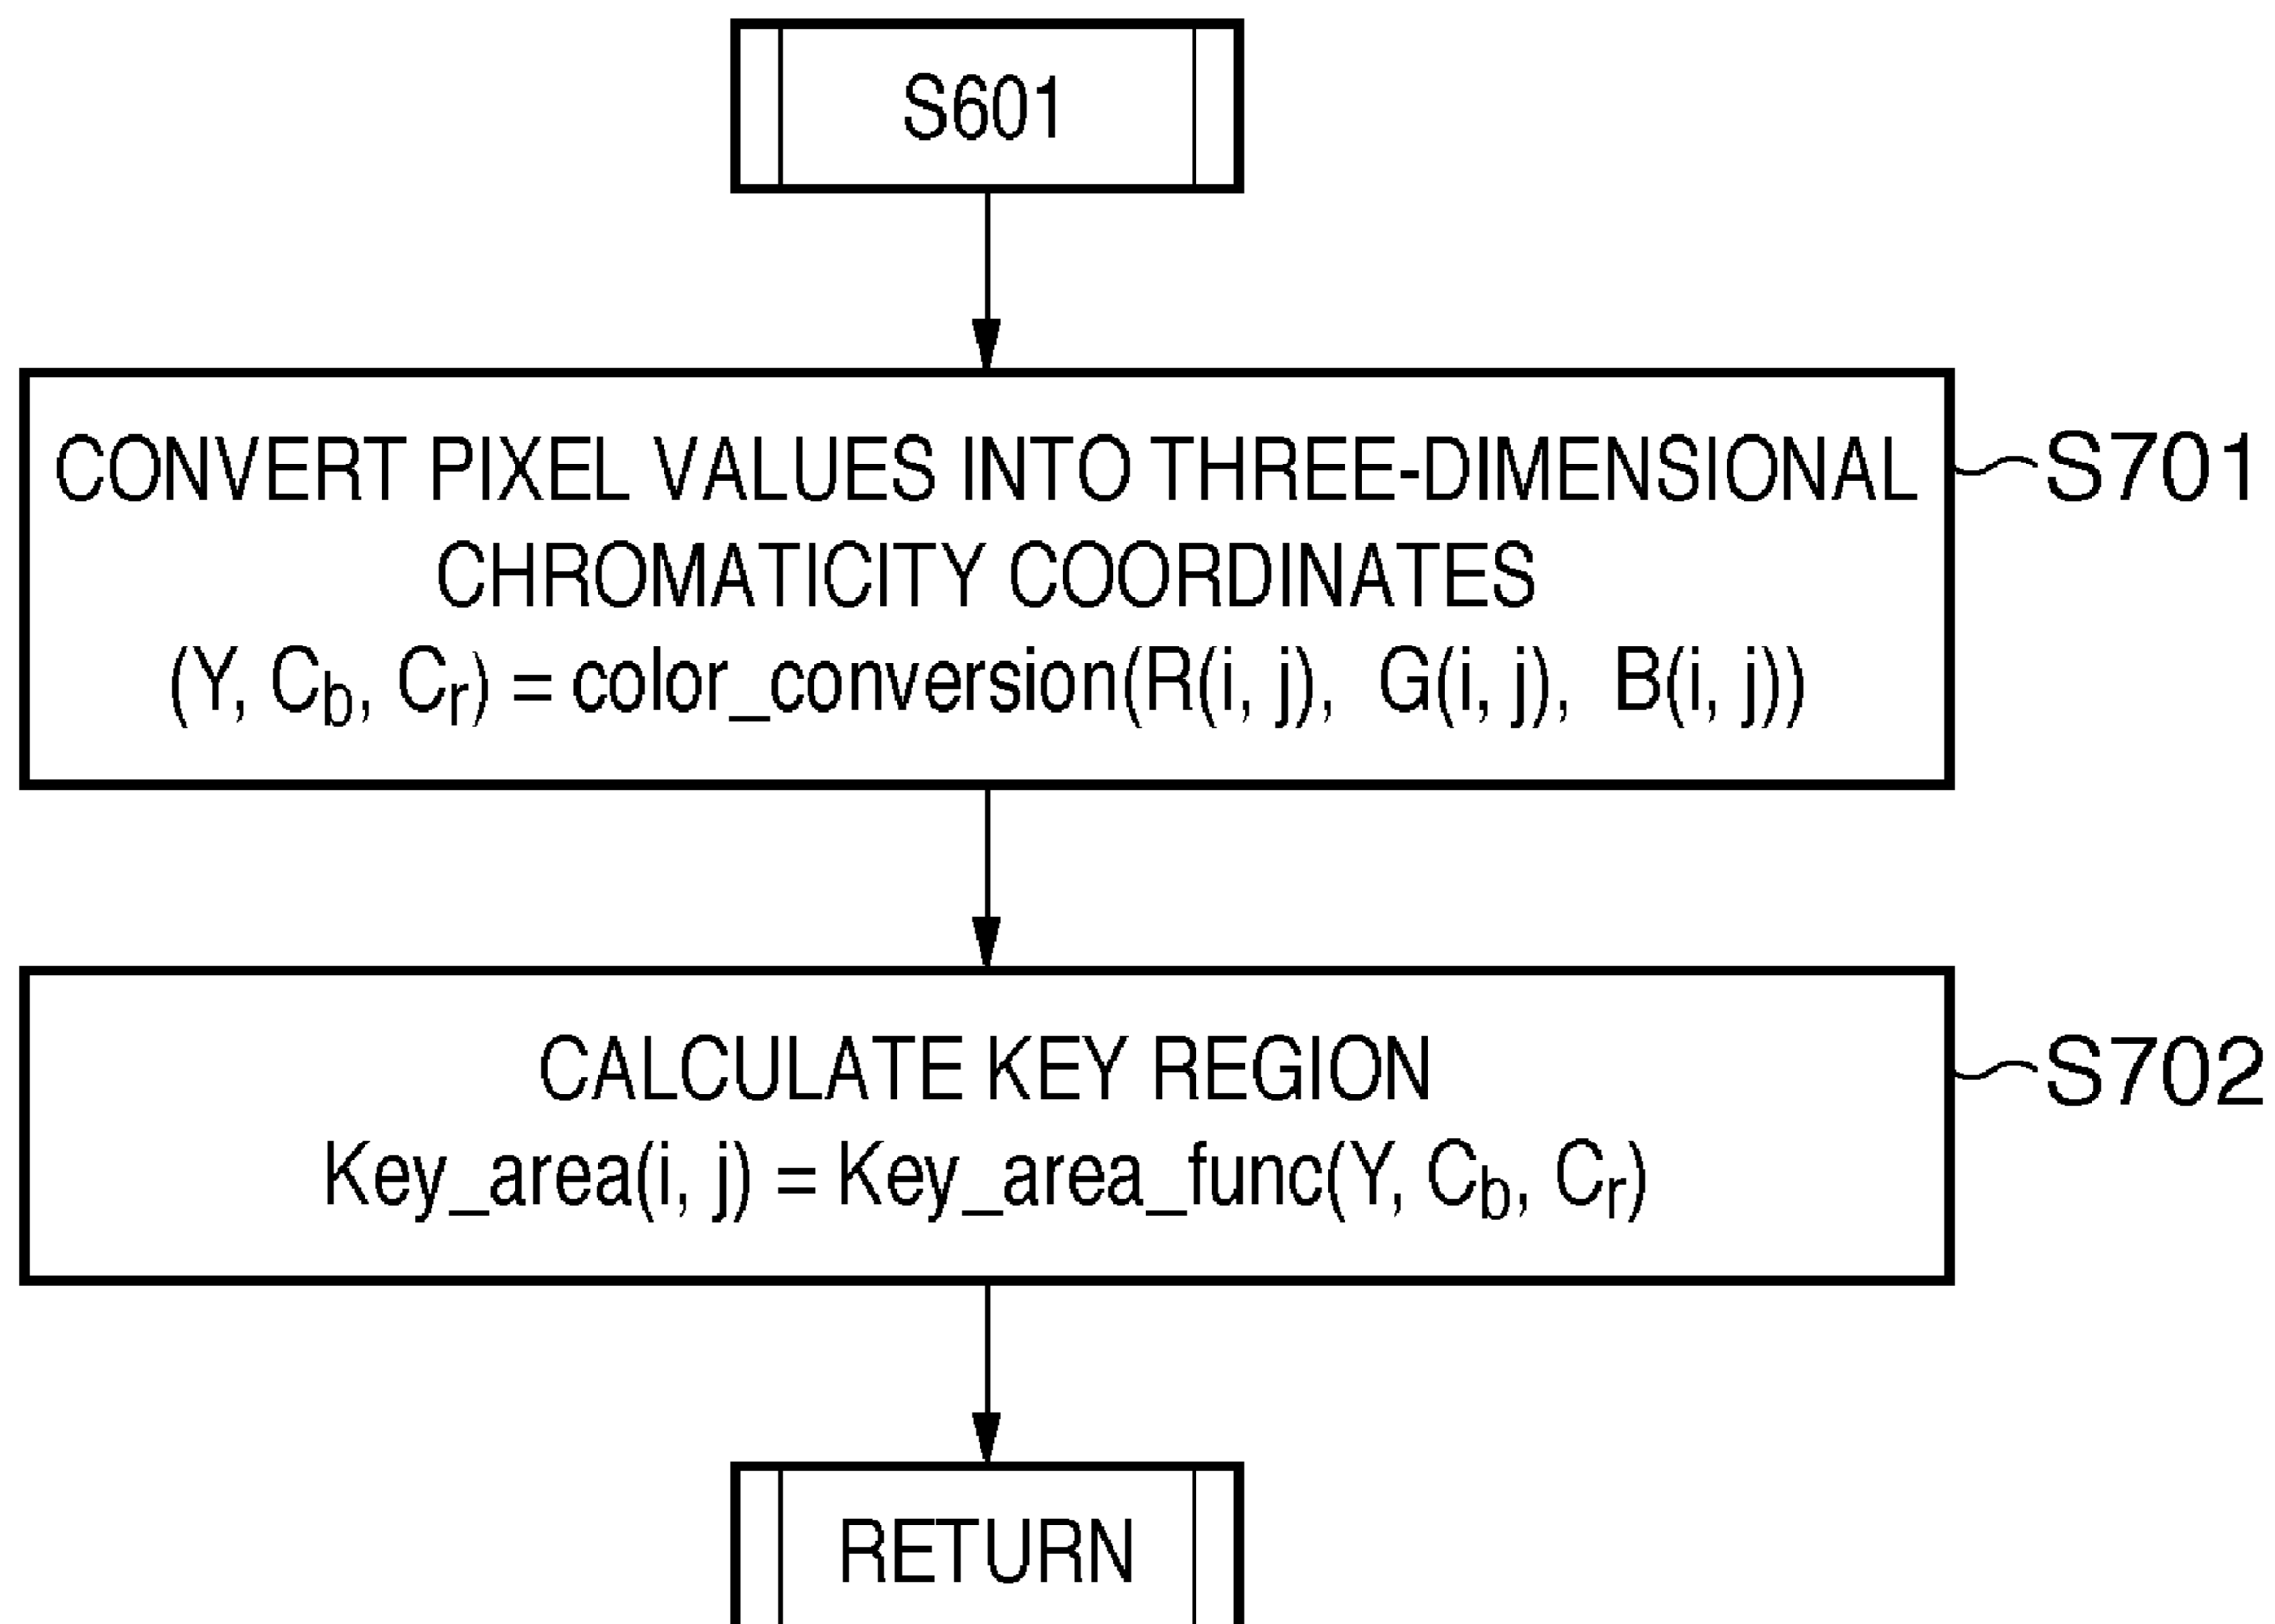 S601
CONVERT PIXEL VALUES INTO THREE-DIMENSIONAL
S701
CHROMATICITY COORDINATES
(Y, Cb, Cr) = color_conversion(R(i, j), G(i, j), B(i, j))
CALCULATE KEY REGION
S702
Key_area(i, j) = Key_area_func(Y, Cb, Cr)
RETURN